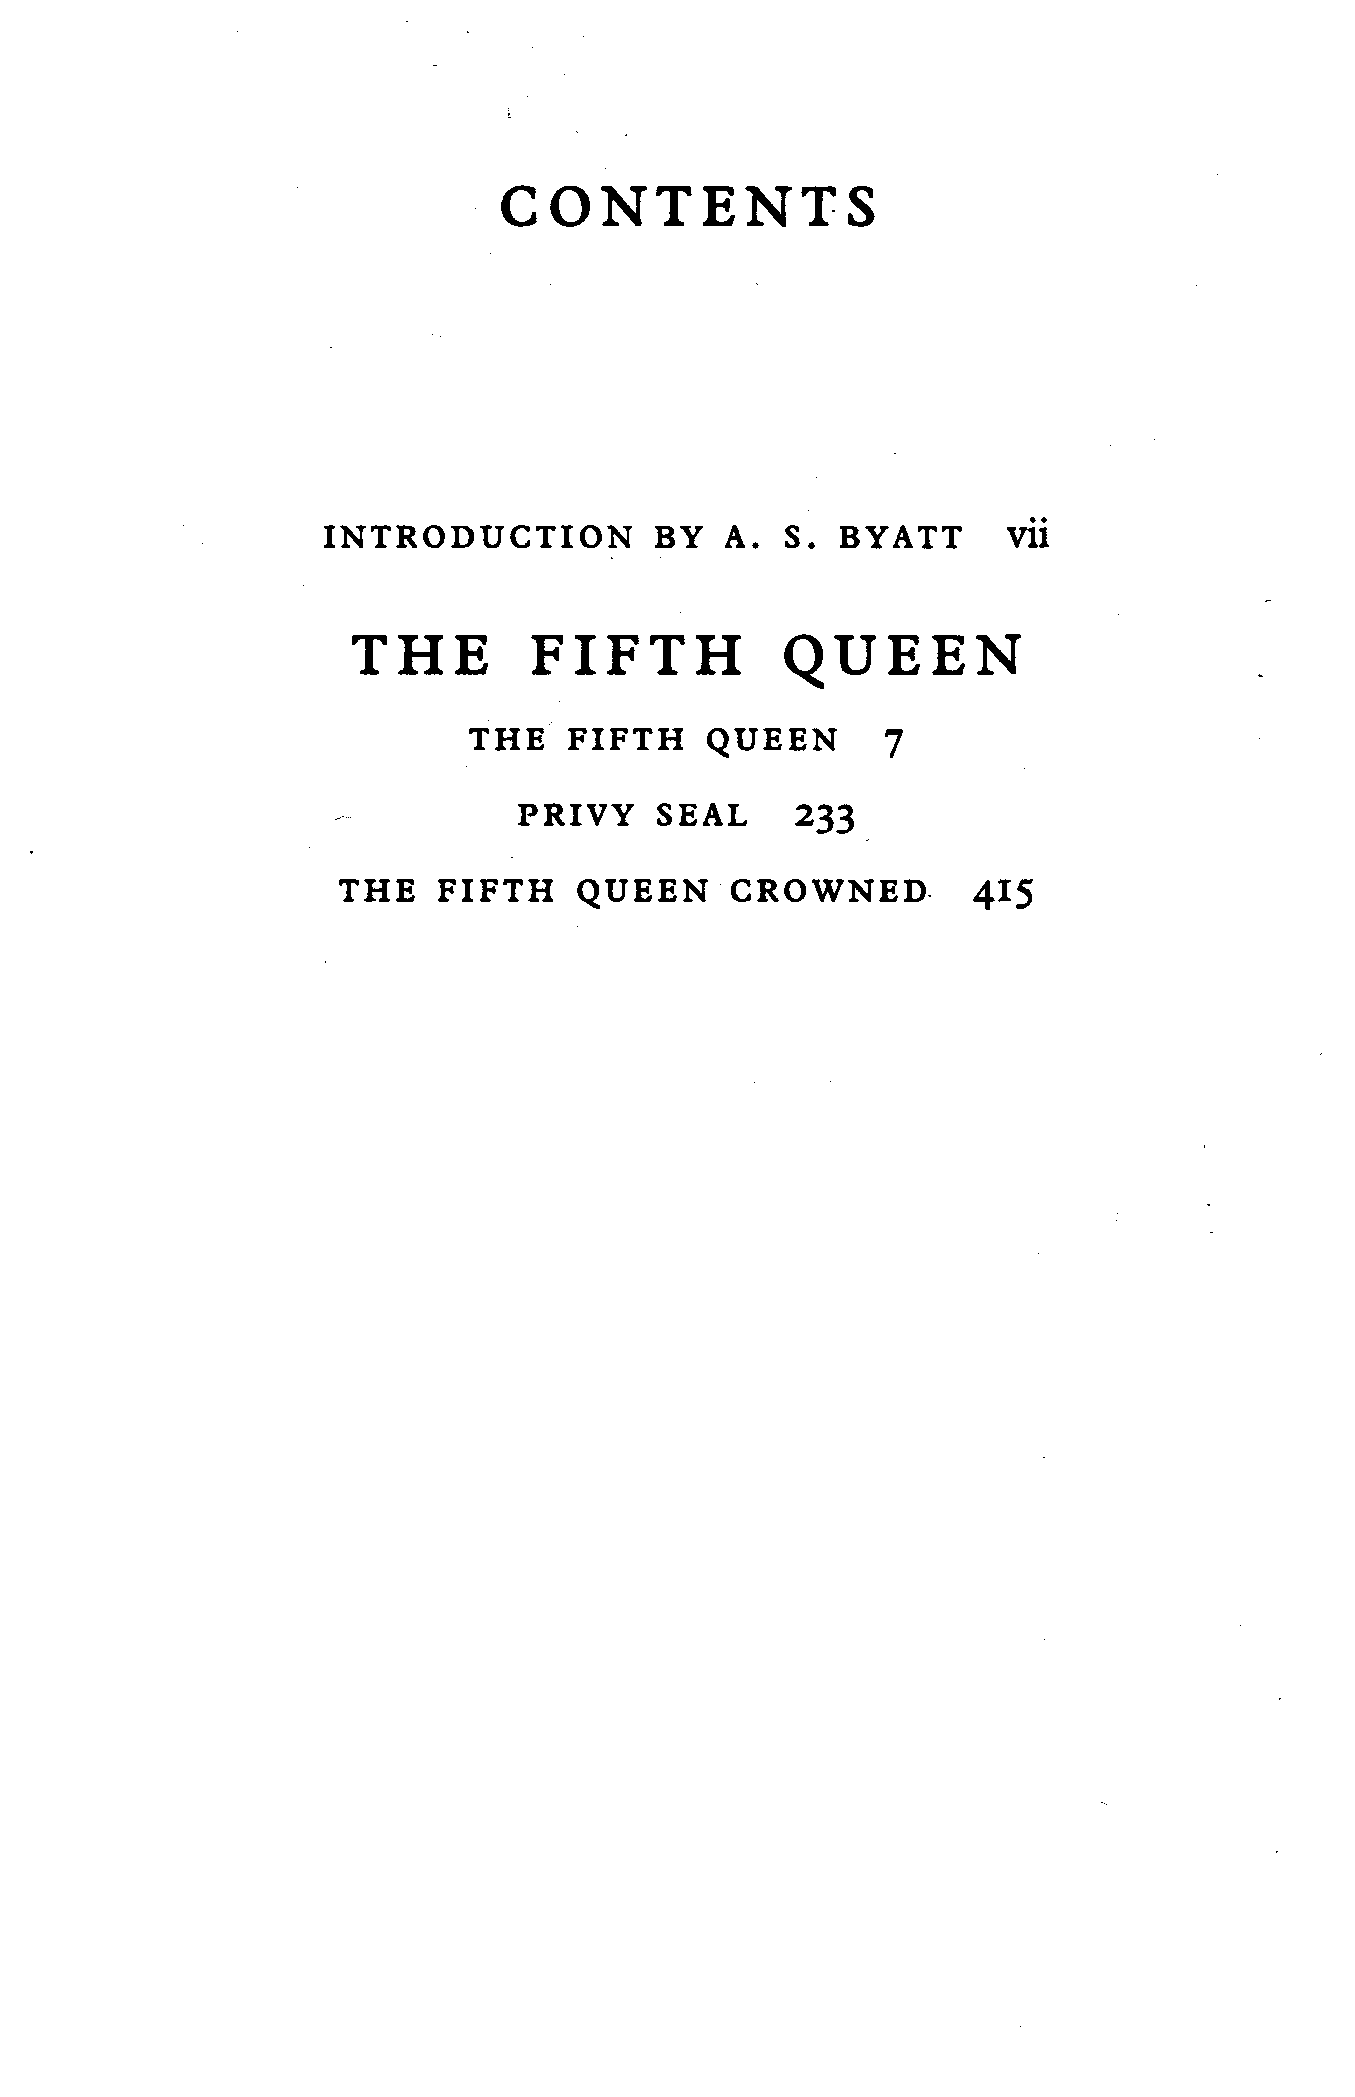 CONTENTS
INTRODUCTION BY A. S. BYATT vii
THE FIFTH QUEEN
THE FIFTH QUEEN 7
PRIVY SEAL 233
THE FIFTH QUEEN CROWNED 415